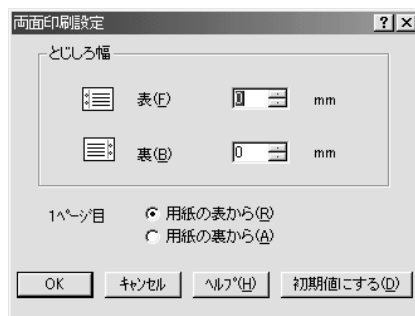 両面印刷設定
とじしろ幅
表(F) 0 mm
裏(B) 0 mm
1ページ目 用紙の表から(R)
用紙の裏から(A)
OK キャンセル ヘルプ(H) 初期値にする(D)